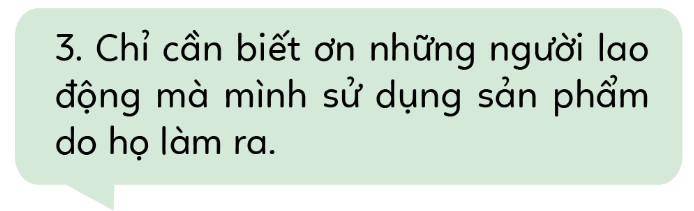 3. Chỉ cần biết ơn những người lao
động mà mình sử dụng sản phẩm
do họ làm ra.